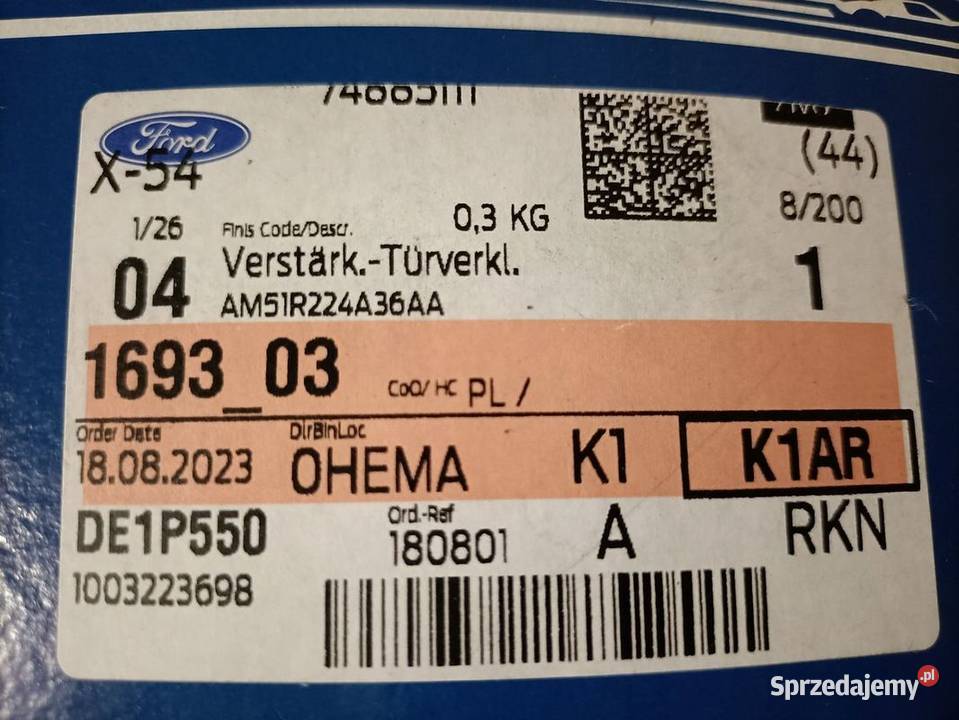 Ford
X-54
(44)
8/200
1/26
Finis Code/Descr.
0,3 KG
04
Verstärk.-Türverkl.
1
AM51R224A36AA
1693_03
CoO/ HC PL /
Order Date
DlrBinLoc
18.08.2023
OHEMA
K1
K1AR
DE1P550
Ord.-Ref
180801
A
RKN
1003223698
Sprzedajemy.pl